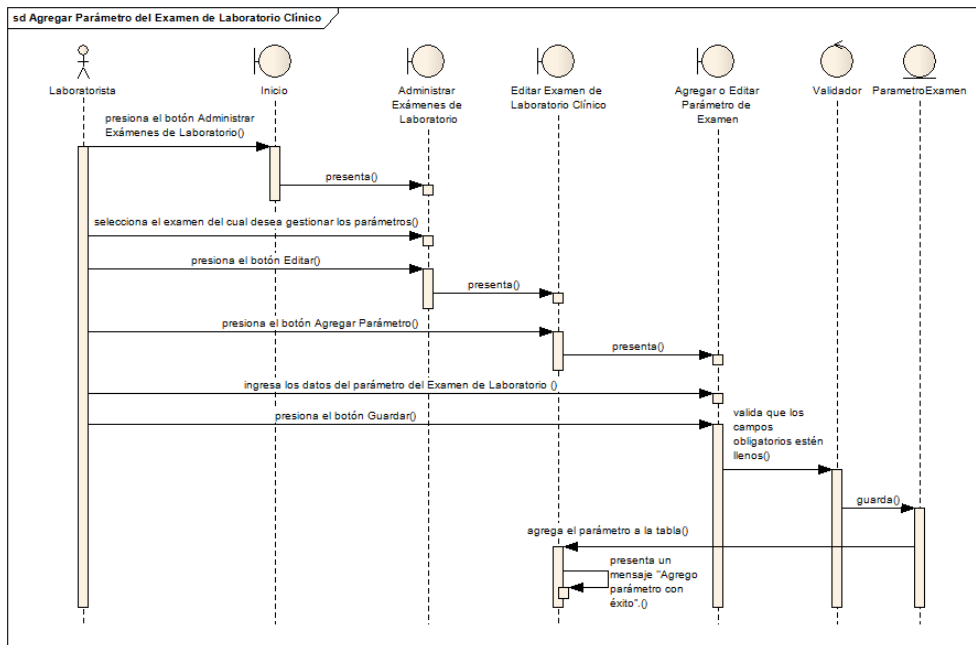 sd Agregar Parámetro del Examen de Laboratorio Clínico
Laboratorista
Inicio
Administrar
Exámenes de
Laboratorio
Editar Examen de
Laboratorio Clínico
Agregar o Editar
Parámetro de
Examen
Validador
ParametroExamen
presiona el botón Administrar
Exámenes de Laboratorio()
presenta()
selecciona el examen del cual desea gestionar los parámetros()
presiona el botón Editar()
presenta()
presiona el botón Agregar Parámetro()
presenta()
ingresa los datos del parámetro del Examen de Laboratorio ()
presiona el botón Guardar()
valida que los
campos
obligatorios estén
llenos()
guarda()
agrega el parámetro a la tabla()
presenta un
mensaje "Agrego
parámetro con
éxito".()